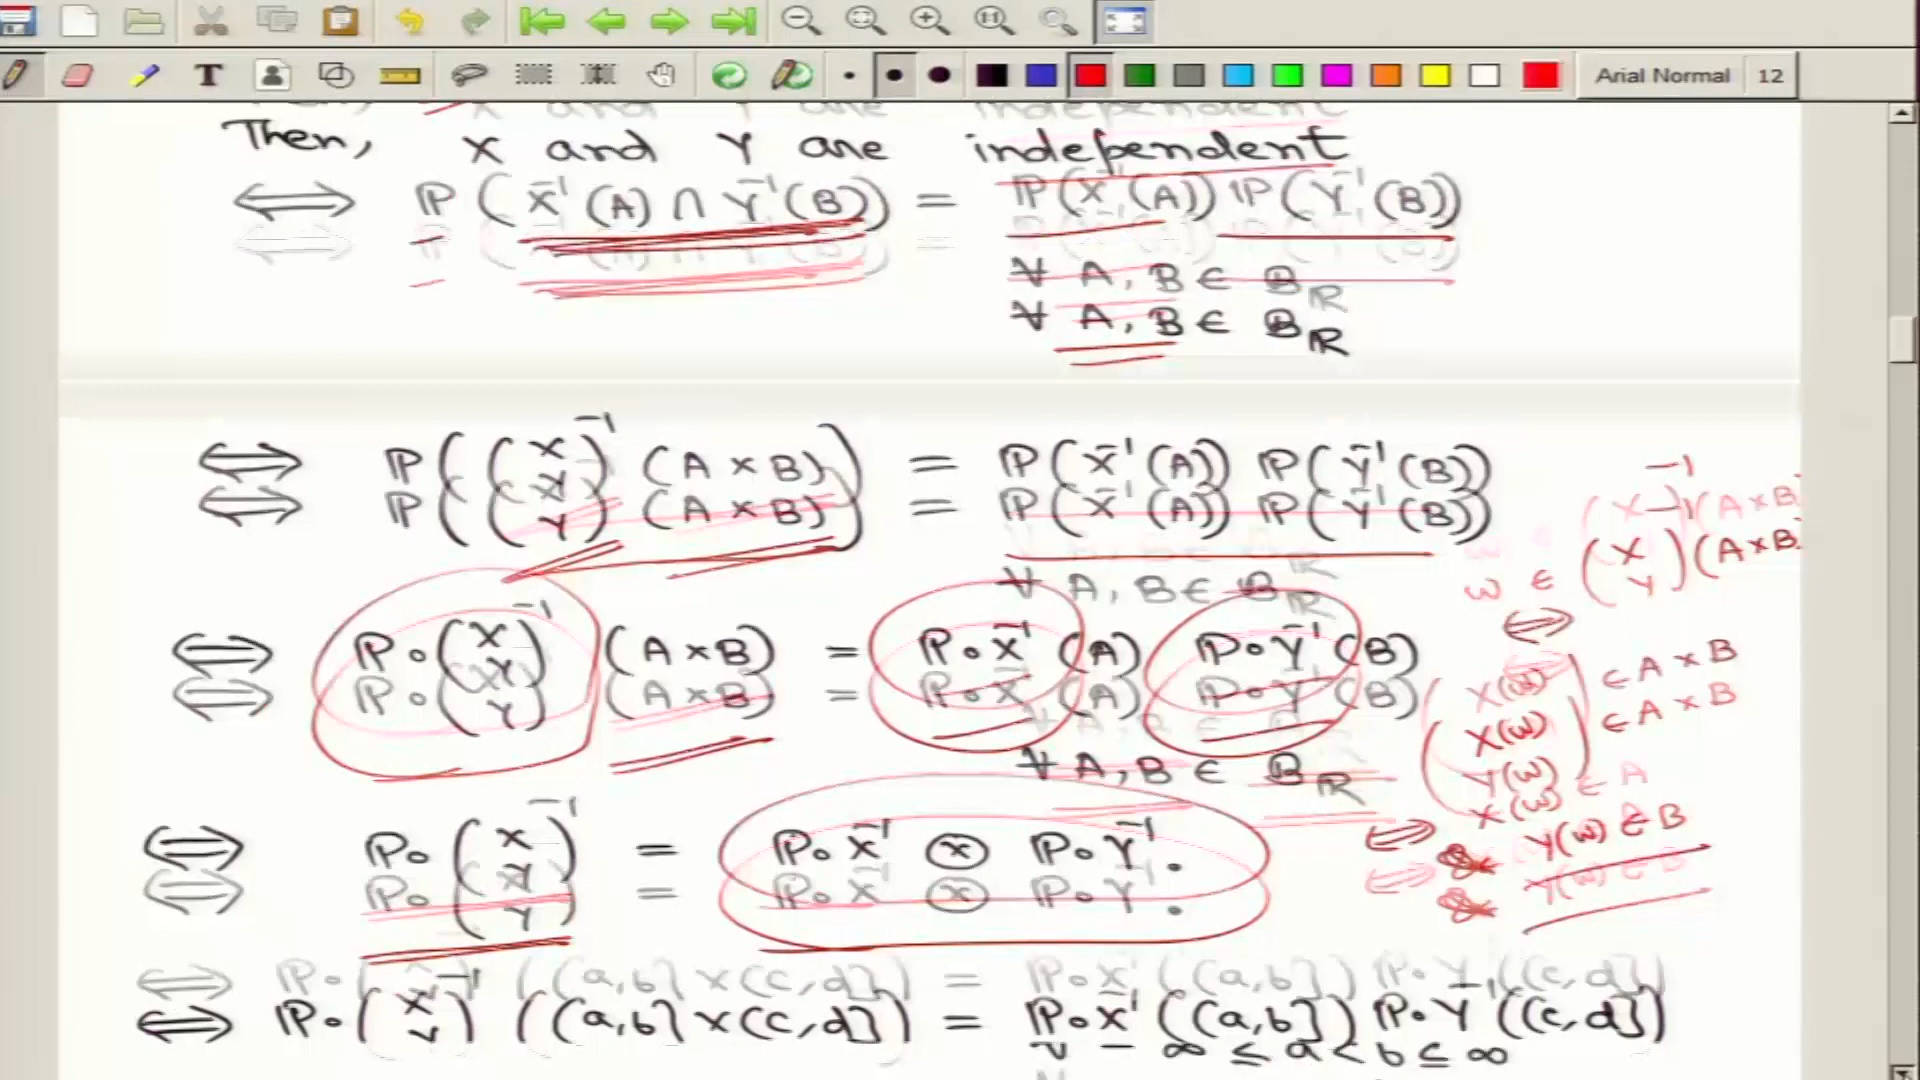 Arial Normal 12
Then, X and Y are independent
⟺ ℙ(X⁻¹(A) ∩ Y⁻¹(B)) = ℙ(X⁻¹(A)) ℙ(Y⁻¹(B))
∀ A, B ∈ 𝓑_ℝ
⟺ ℙ((X Y)⁻¹(A × B)) = ℙ(X⁻¹(A)) ℙ(Y⁻¹(B))
∀ A, B ∈ 𝓑_ℝ
⟺ ℙ∘(X Y)⁻¹ (A × B) = ℙ∘X⁻¹ (A) ℙ∘Y⁻¹ (B)
∀ A, B ∈ 𝓑_ℝ
⟺ ℙ∘(X Y)⁻¹ = ℙ∘X⁻¹ ⊗ ℙ∘Y⁻¹.
⟺ ℙ∘(X Y)⁻¹ ((a,b] × (c,d]) = ℙ∘X⁻¹ ((a,b]) ℙ∘Y⁻¹ ((c,d])
∀ -∞ ≤ a < b ≤ ∞
ω ∈ (X Y)⁻¹(A×B)
⟺
(X(ω) Y(ω)) ∈ A × B
⟺ X(ω) ∈ A
& Y(ω) ∈ B